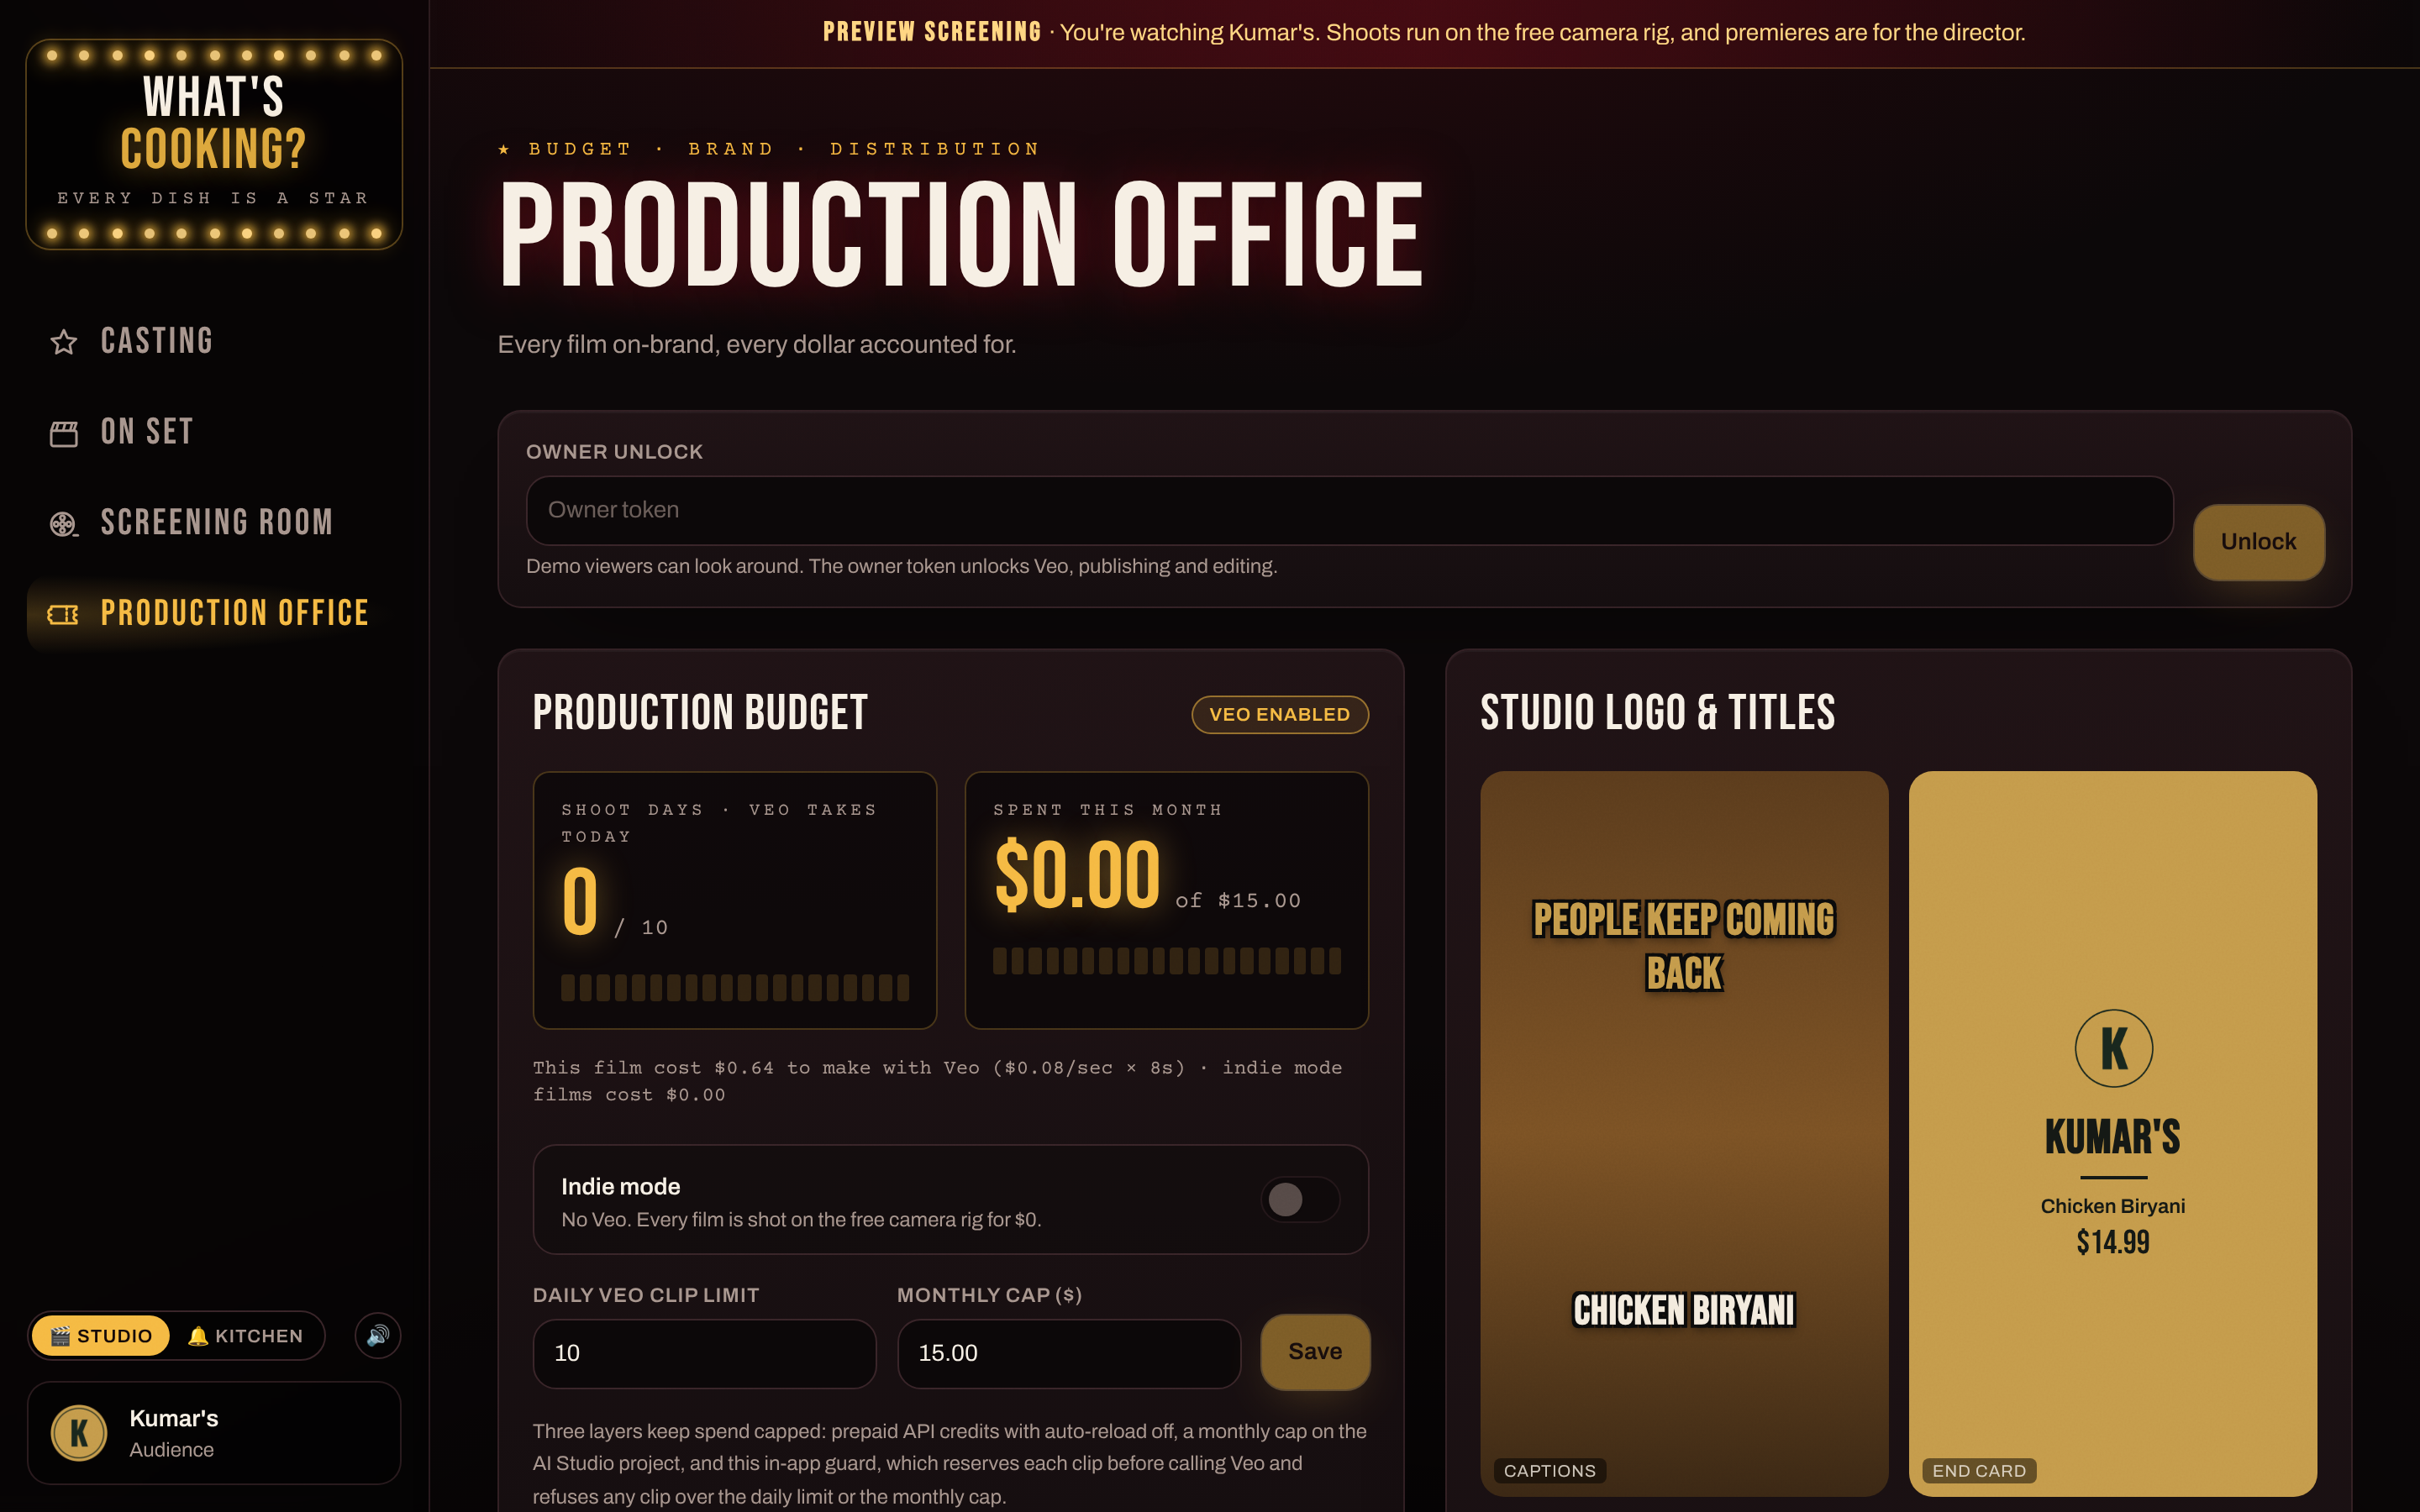 WHAT'S
COOKING?
EVERY DISH IS A STAR
CASTING
ON SET
SCREENING ROOM
PRODUCTION OFFICE
STUDIO
KITCHEN
K
Kumar's
Audience
PREVIEW SCREENING · You're watching Kumar's. Shoots run on the free camera rig, and premieres are for the director.
★ BUDGET · BRAND · DISTRIBUTION
PRODUCTION OFFICE
Every film on-brand, every dollar accounted for.
OWNER UNLOCK
Owner token
Unlock
Demo viewers can look around. The owner token unlocks Veo, publishing and editing.
PRODUCTION BUDGET
VEO ENABLED
SHOOT DAYS · VEO TAKES
TODAY
0 / 10
SPENT THIS MONTH
$0.00 of $15.00
This film cost $0.64 to make with Veo ($0.08/sec × 8s) · indie mode
films cost $0.00
Indie mode
No Veo. Every film is shot on the free camera rig for $0.
DAILY VEO CLIP LIMIT
10
MONTHLY CAP ($)
15.00
Save
Three layers keep spend capped: prepaid API credits with auto-reload off, a monthly cap on the
AI Studio project, and this in-app guard, which reserves each clip before calling Veo and
refuses any clip over the daily limit or the monthly cap.
STUDIO LOGO & TITLES
PEOPLE KEEP COMING
BACK
CHICKEN BIRYANI
CAPTIONS
K
KUMAR'S
Chicken Biryani
$14.99
END CARD